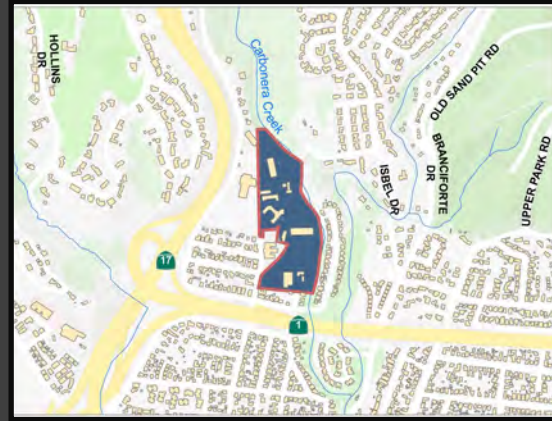 HOLLINS
DR
Carbonera Creek
OLD SAND PIT RD
BRANCIFORTE
DR
ISBEL DR
UPPER PARK RD
17
1